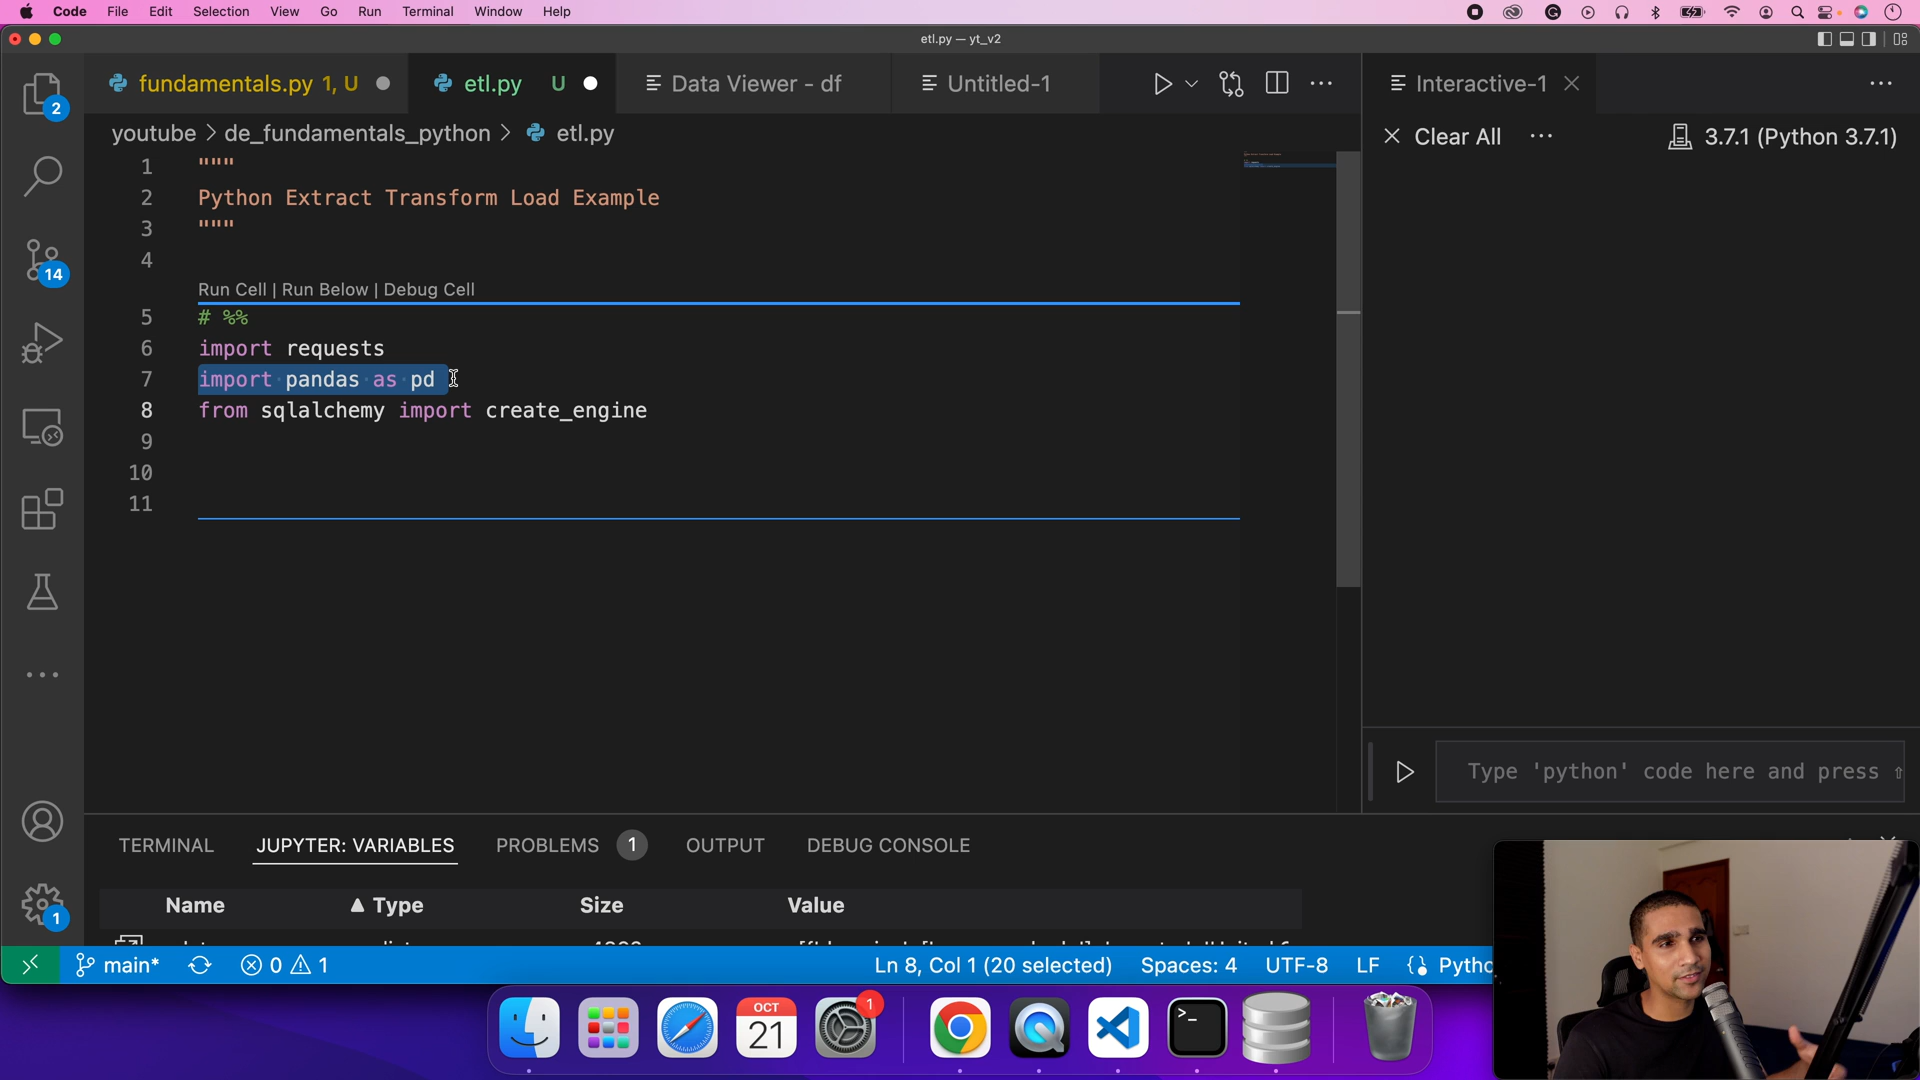 Code File Edit Selection View Go Run Terminal Window Help
etl.py — yt_v2
fundamentals.py 1, U
etl.py U
Data Viewer - df
Untitled-1
Interactive-1
2
youtube > de_fundamentals_python > etl.py
Clear All
3.7.1 (Python 3.7.1)
1 """
2 Python Extract Transform Load Example
3 """
4
Run Cell | Run Below | Debug Cell
5 # %%
6 import requests
7 import pandas as pd
8 from sqlalchemy import create_engine
9
10
11
14
Type 'python' code here and press ⇧
TERMINAL JUPYTER: VARIABLES PROBLEMS 1 OUTPUT DEBUG CONSOLE
Name Type Size Value
1
main* 0 1 Ln 8, Col 1 (20 selected) Spaces: 4 UTF-8 LF Pytho
OCT
21
1
>_